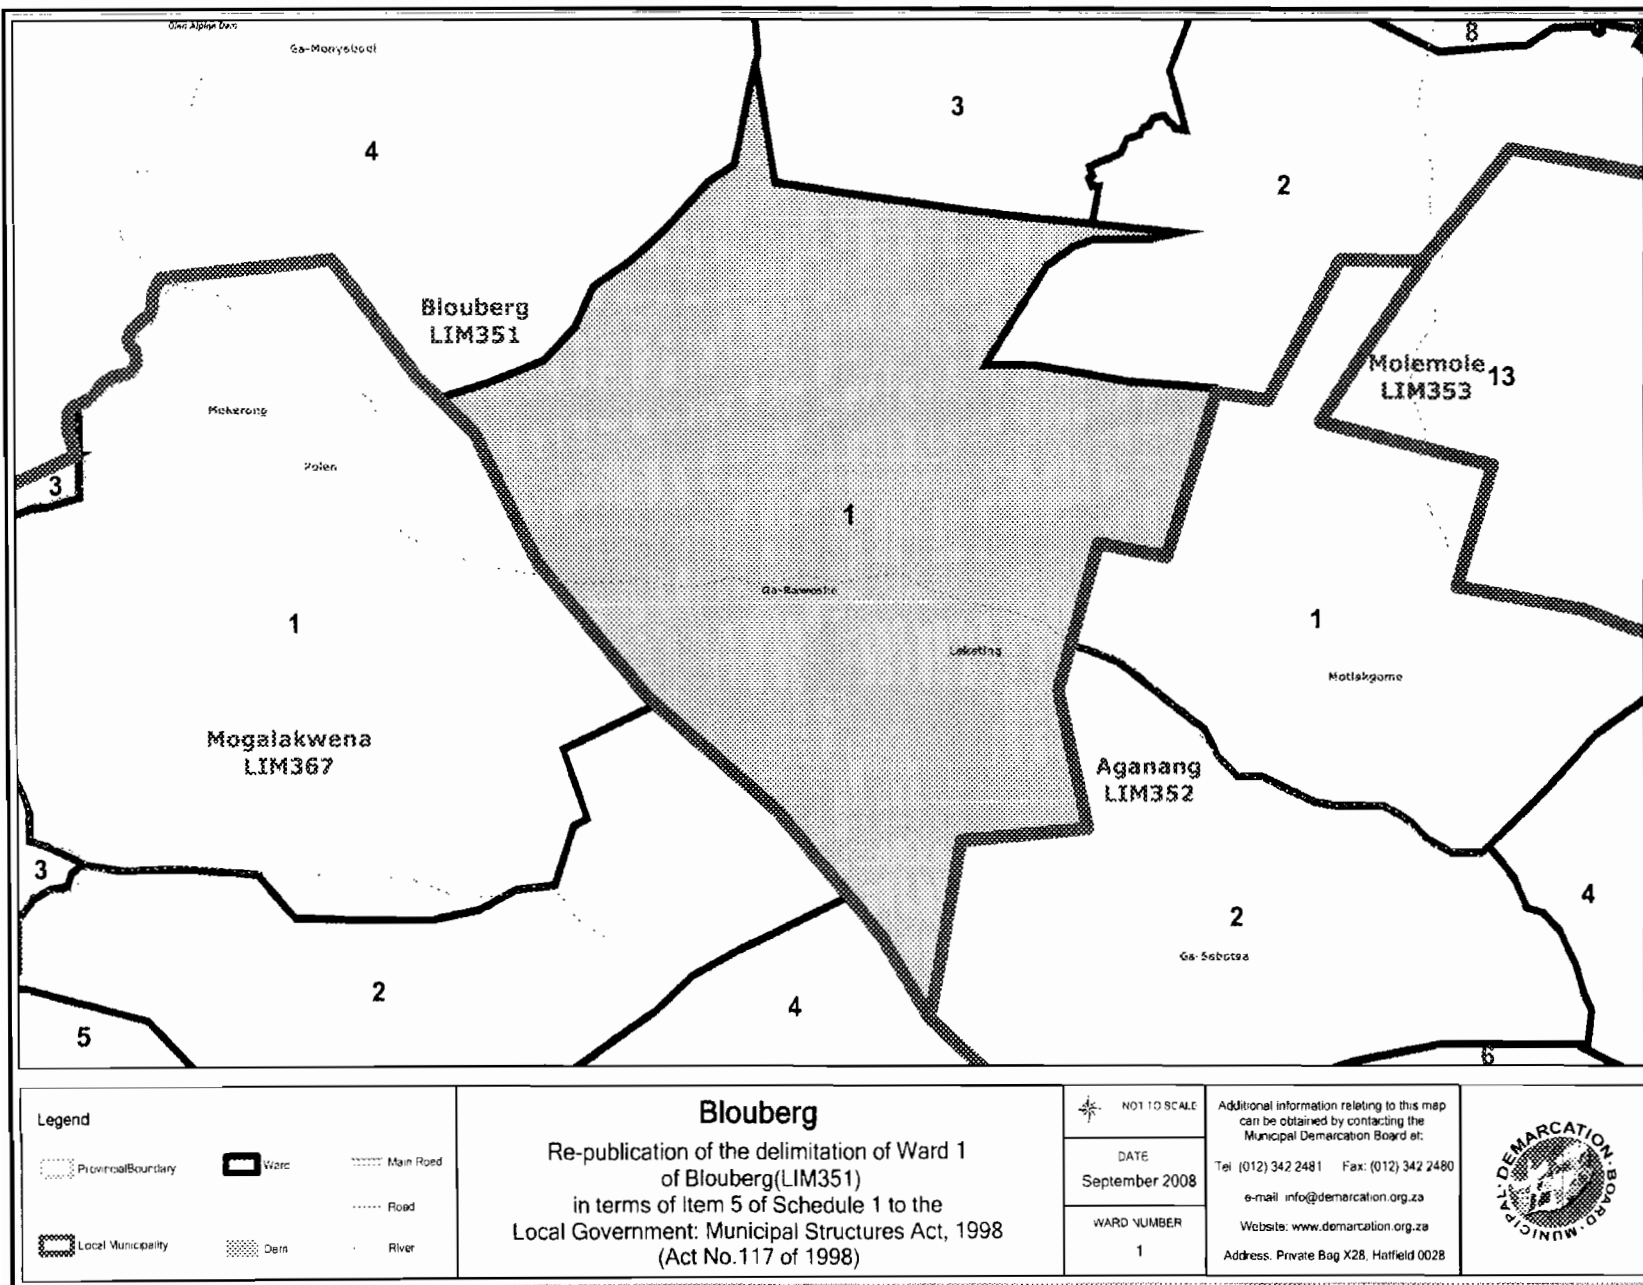 Glen Alpine Dam
8
3
4
2
Blouberg
LIM351
Molemole
LIM353
13
Mokerong
Polen
3
1
1
1
Motlakgomo
Mogalakwena
LIM367
Aganang
LIM352
3
4
2
Ga-Sebotsa
2
4
5
6
Legend
ProvincialBoundary
Ward
Main Road
Road
Local Municipality
Dam
River
Blouberg
Re-publication of the delimitation of Ward 1
of Blouberg(LIM351)
in terms of Item 5 of Schedule 1 to the
Local Government: Municipal Structures Act, 1998
(Act No.117 of 1998)
NOT TO SCALE
DATE
September 2008
WARD NUMBER
1
Additional information relating to this map
can be obtained by contacting the
Municipal Demarcation Board at:
Tel (012) 342 2481 Fax: (012) 342 2480
e-mail info@demarcation.org.za
Website: www.demarcation.org.za
Address. Private Bag X28, Hatfield 0028
MUNICIPAL DEMARCATION BOARD